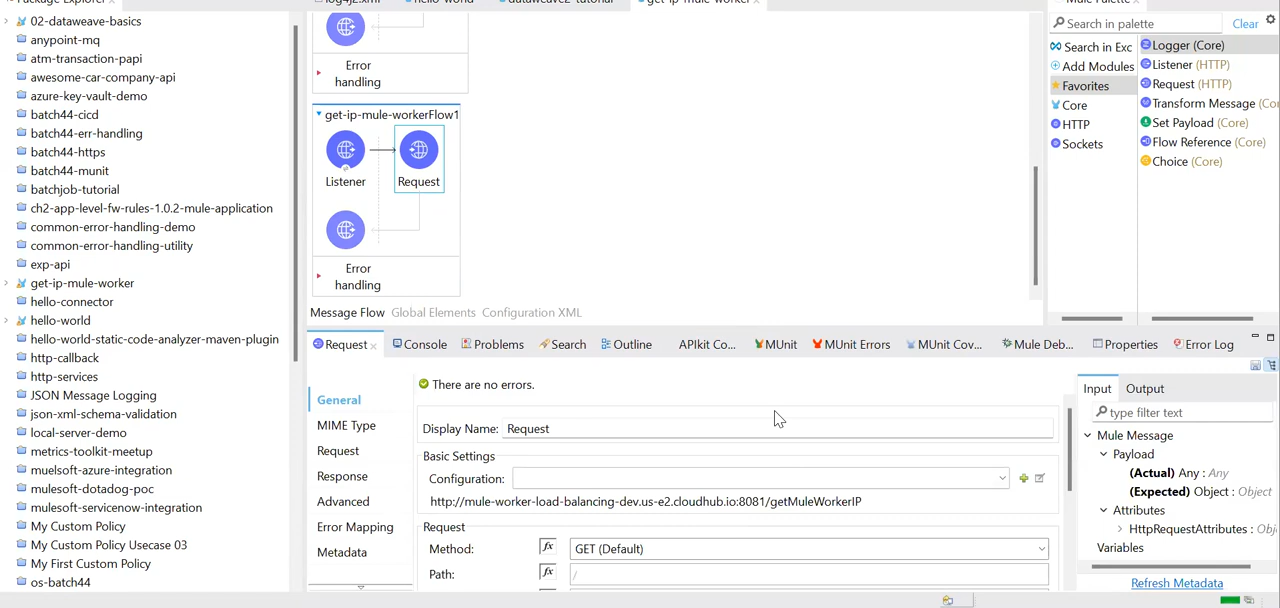 Package Explorer
log4j2.xml
hello-world
dataweave2-tutorial
get-ip-mule-worker
Mule Palette
02-dataweave-basics
anypoint-mq
atm-transaction-papi
awesome-car-company-api
azure-key-vault-demo
batch44-cicd
batch44-err-handling
batch44-https
batch44-munit
batchjob-tutorial
ch2-app-level-fw-rules-1.0.2-mule-application
common-error-handling-demo
common-error-handling-utility
exp-api
get-ip-mule-worker
hello-connector
hello-world
hello-world-static-code-analyzer-maven-plugin
http-callback
http-services
JSON Message Logging
json-xml-schema-validation
local-server-demo
metrics-toolkit-meetup
muelsoft-azure-integration
mulesoft-dotadog-poc
mulesoft-servicenow-integration
My Custom Policy
My Custom Policy Usecase 03
My First Custom Policy
os-batch44
Error
handling
get-ip-mule-workerFlow1
Listener
Request
Error
handling
Message Flow Global Elements Configuration XML
Search in palette
Clear
Search in Exc
Add Modules
Favorites
Core
HTTP
Sockets
Logger (Core)
Listener (HTTP)
Request (HTTP)
Transform Message (Co
Set Payload (Core)
Flow Reference (Core)
Choice (Core)
Request Console Problems Search Outline APIkit Co... MUnit MUnit Errors MUnit Cov... Mule Deb... Properties Error Log
General
MIME Type
Request
Response
Advanced
Error Mapping
Metadata
There are no errors.
Display Name: Request
Basic Settings
Configuration:
http://mule-worker-load-balancing-dev.us-e2.cloudhub.io:8081/getMuleWorkerIP
Request
Method: fx GET (Default)
Path: fx /
Input Output
type filter text
Mule Message
Payload
(Actual) Any : Any
(Expected) Object : Object
Attributes
HttpRequestAttributes : Obj
Variables
Refresh Metadata